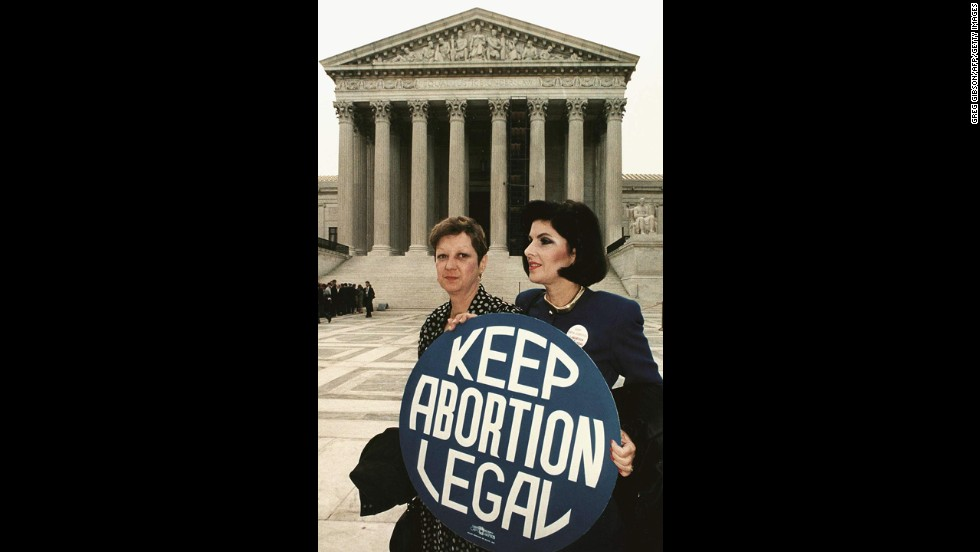 KEEP
ABORTION
LEGAL
GREG GIBSON/AFP/GETTY IMAGES